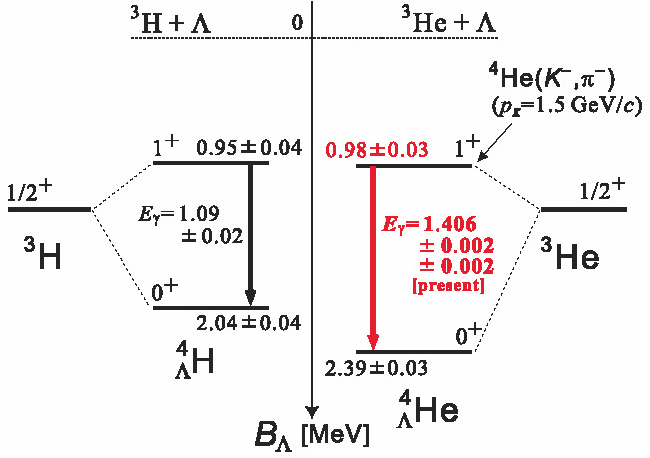 ³H + Λ
0
³He + Λ
⁴He(K⁻,π⁻)
(pK=1.5 GeV/c)
1⁺
0.95±0.04
0.98±0.03
1⁺
1/2⁺
1/2⁺
Eγ=1.09
±0.02
Eγ=1.406
±0.002
±0.002
[present]
³H
³He
0⁺
2.04±0.04
0⁺
2.39±0.03
⁴ΛH
⁴ΛHe
BΛ [MeV]